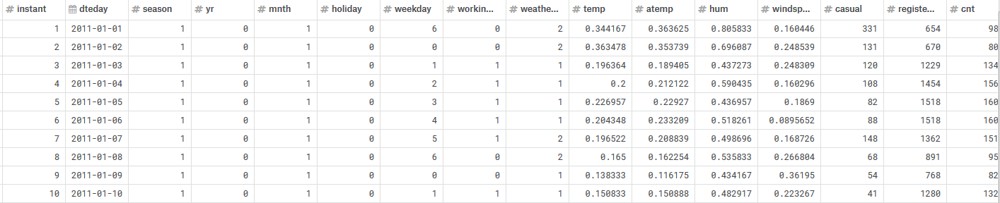 # instant dteday # season # yr # mnth # holiday # weekday # workin... # weathe... # temp # atemp # hum # windsp... # casual # registe... # cnt
1 2011-01-01 1 0 1 0 6 0 2 0.344167 0.363625 0.805833 0.160446 331 654 98
2 2011-01-02 1 0 1 0 0 0 2 0.363478 0.353739 0.696087 0.248539 131 670 80
3 2011-01-03 1 0 1 0 1 1 1 0.196364 0.189405 0.437273 0.248309 120 1229 134
4 2011-01-04 1 0 1 0 2 1 1 0.2 0.212122 0.590435 0.160296 108 1454 156
5 2011-01-05 1 0 1 0 3 1 1 0.226957 0.22927 0.436957 0.1869 82 1518 160
6 2011-01-06 1 0 1 0 4 1 1 0.204348 0.233209 0.518261 0.0895652 88 1518 160
7 2011-01-07 1 0 1 0 5 1 2 0.196522 0.208839 0.498696 0.168726 148 1362 151
8 2011-01-08 1 0 1 0 6 0 2 0.165 0.162254 0.535833 0.266804 68 891 95
9 2011-01-09 1 0 1 0 0 0 1 0.138333 0.116175 0.434167 0.36195 54 768 82
10 2011-01-10 1 0 1 0 1 1 1 0.150833 0.150888 0.482917 0.223267 41 1280 132